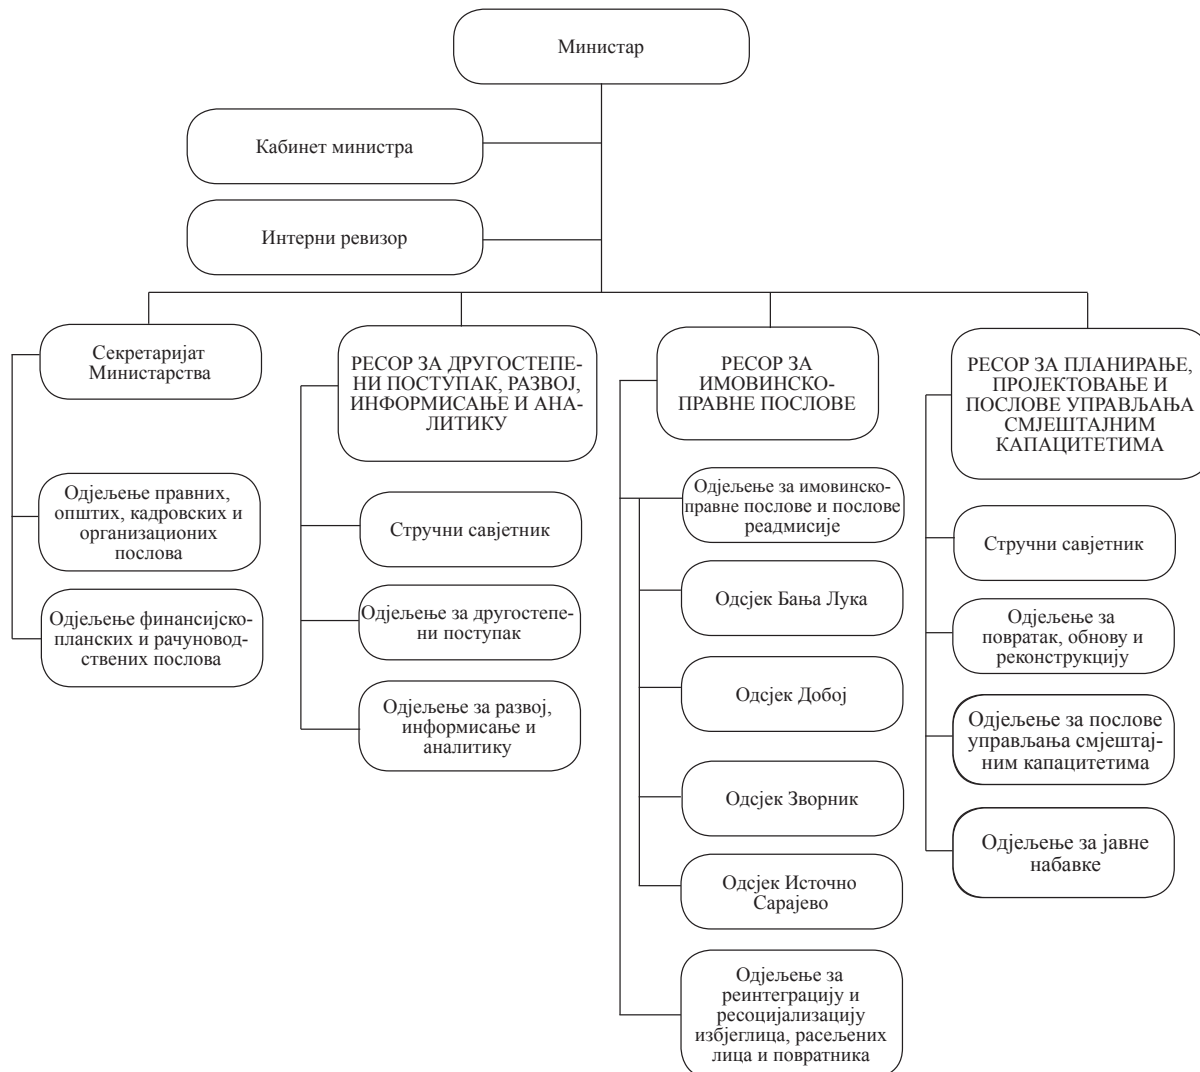 Министар
Кабинет министра
Интерни ревизор
Секретаријат
Министарства
Одјељење правних,
општих, кадровских и
организационих
послова
Одјељење финансијско-
планских и рачуновод-
ствених послова
РЕСОР ЗА ДРУГОСТЕПЕ-
НИ ПОСТУПАК, РАЗВОЈ,
ИНФОРМИСАЊЕ И АНА-
ЛИТИКУ
Стручни савјетник
Одјељење за другостепе-
ни поступак
Одјељење за развој,
информисање и
аналитику
РЕСОР ЗА
ИМОВИНСКО-
ПРАВНЕ ПОСЛОВЕ
Одјељење за имовинско-
правне послове и послове
реадмисије
Одсјек Бања Лука
Одсјек Добој
Одсјек Зворник
Одсјек Источно
Сарајево
Одјељење за
реинтеграцију и
ресоцијализацију
избјеглица, расељених
лица и повратника
РЕСОР ЗА ПЛАНИРАЊЕ,
ПРОЈЕКТОВАЊЕ И
ПОСЛОВЕ УПРАВЉАЊА
СМЈЕШТАЈНИМ
КАПАЦИТЕТИМА
Стручни савјетник
Одјељење за
повратак, обнову и
реконструкцију
Одјељење за послове
управљања смјештај-
ним капацитетима
Одјељење за јавне
набавке